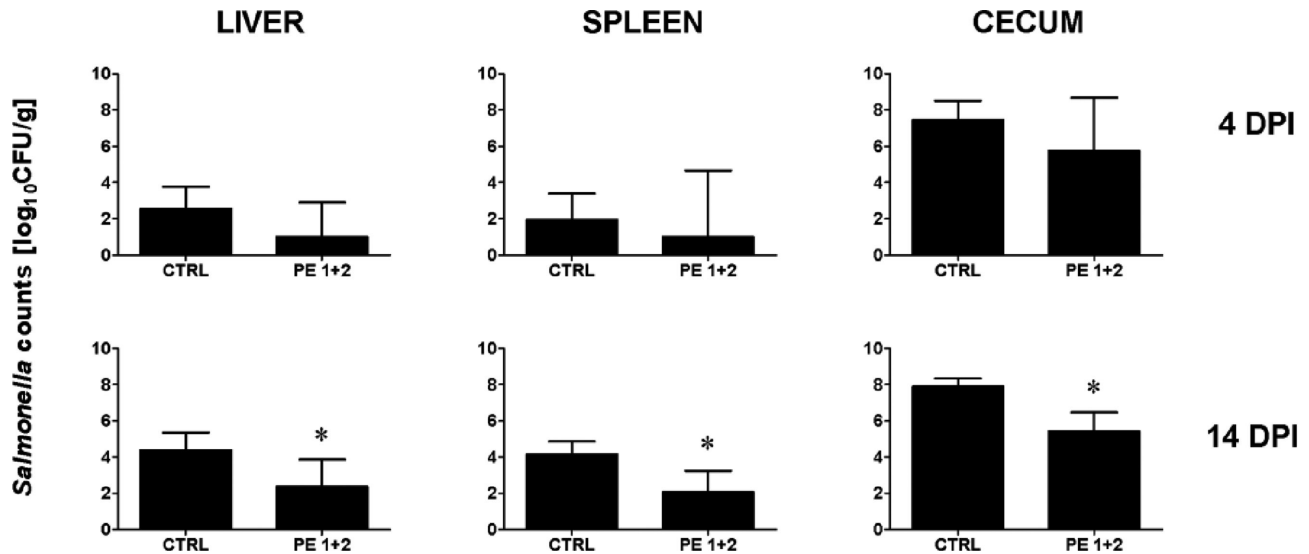 LIVER SPLEEN CECUM
Salmonella counts [log10CFU/g]
10 8 6 4 2 0
CTRL PE 1+2
10 8 6 4 2 0
CTRL PE 1+2
10 8 6 4 2 0
CTRL PE 1+2
4 DPI
10 8 6 4 2 0
*
CTRL PE 1+2
10 8 6 4 2 0
*
CTRL PE 1+2
10 8 6 4 2 0
*
CTRL PE 1+2
14 DPI